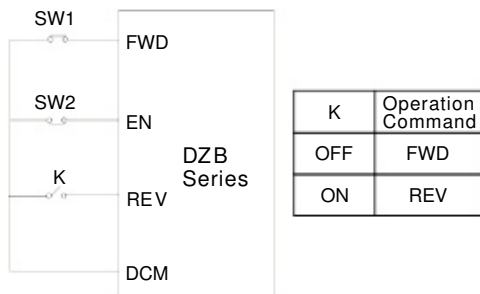 SW1
FWD
SW2
EN
K
REV
DCM
DZB
Series
K
Operation
Command
OFF
FWD
ON
REV